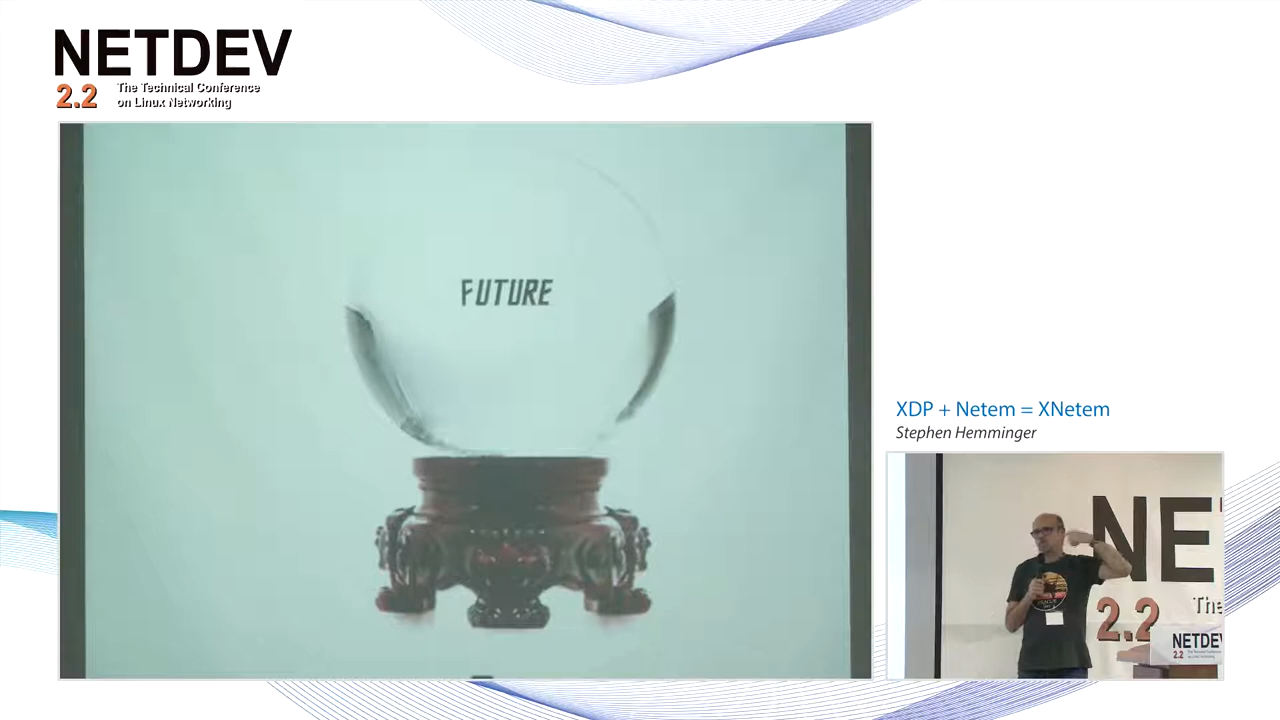 NETDEV
2.2
The Technical Conference
on Linux Networking
FUTURE
XDP + Netem = XNetem
Stephen Hemminger
NE
2.2
The
NETDEV
2.2